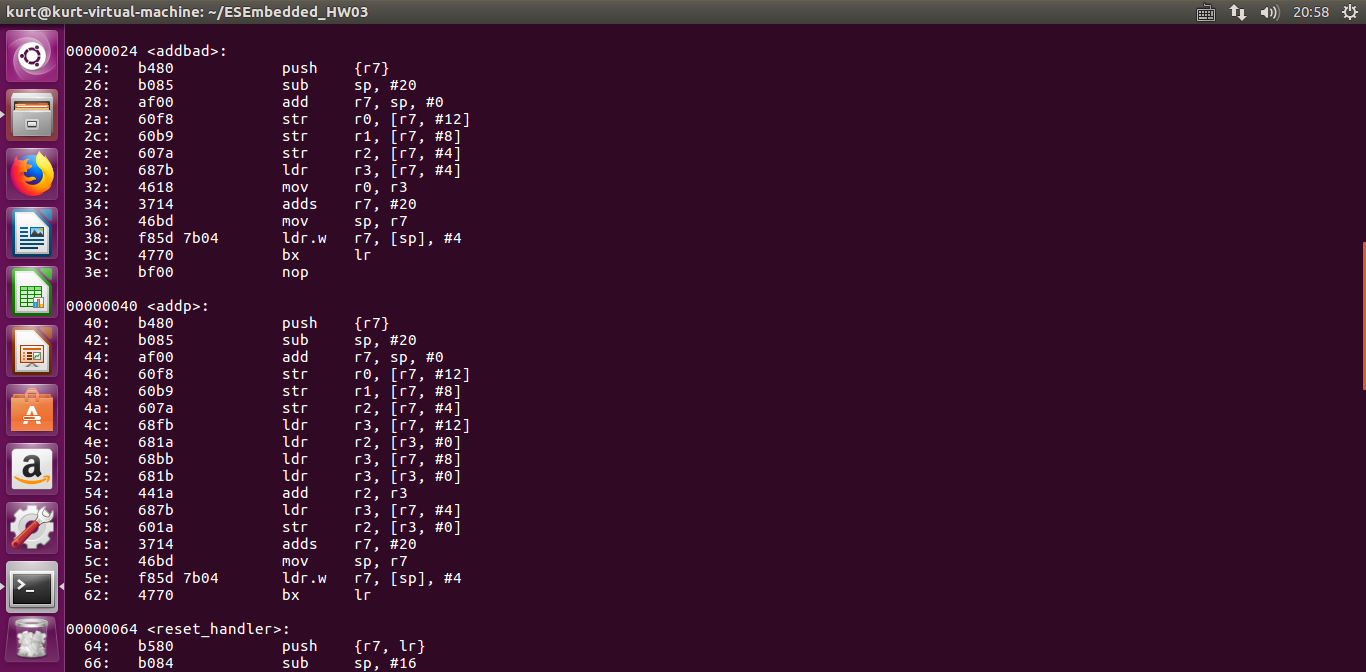 kurt@kurt-virtual-machine: ~/ESEmbedded_HW03 20:58
00000024 <addbad>:
24: b480 push {r7}
26: b085 sub sp, #20
28: af00 add r7, sp, #0
2a: 60f8 str r0, [r7, #12]
2c: 60b9 str r1, [r7, #8]
2e: 607a str r2, [r7, #4]
30: 687b ldr r3, [r7, #4]
32: 4618 mov r0, r3
34: 3714 adds r7, #20
36: 46bd mov sp, r7
38: f85d 7b04 ldr.w r7, [sp], #4
3c: 4770 bx lr
3e: bf00 nop
00000040 <addp>:
40: b480 push {r7}
42: b085 sub sp, #20
44: af00 add r7, sp, #0
46: 60f8 str r0, [r7, #12]
48: 60b9 str r1, [r7, #8]
4a: 607a str r2, [r7, #4]
4c: 68fb ldr r3, [r7, #12]
4e: 681a ldr r2, [r3, #0]
50: 68bb ldr r3, [r7, #8]
52: 681b ldr r3, [r3, #0]
54: 441a add r2, r3
56: 687b ldr r3, [r7, #4]
58: 601a str r2, [r3, #0]
5a: 3714 adds r7, #20
5c: 46bd mov sp, r7
5e: f85d 7b04 ldr.w r7, [sp], #4
62: 4770 bx lr
00000064 <reset_handler>:
64: b580 push {r7, lr}
66: b084 sub sp, #16